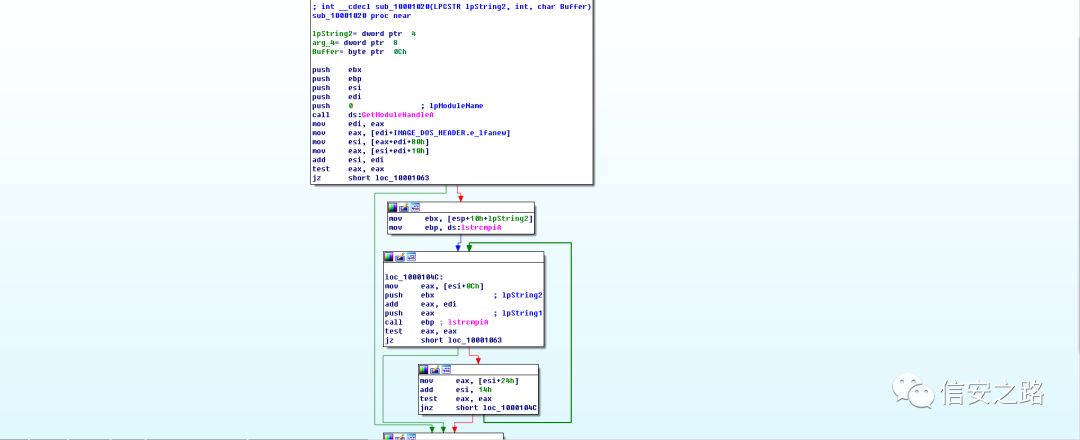 ; int __cdecl sub_10001020(LPCSTR lpString2, int, char Buffer)
sub_10001020 proc near
lpString2= dword ptr  4
arg_4= dword ptr  8
Buffer= byte ptr  0Ch
push    ebx
push    ebp
push    esi
push    edi
push    0               ; lpModuleName
call    ds:GetModuleHandleA
mov     edi, eax
mov     eax, [edi+IMAGE_DOS_HEADER.e_lfanew]
mov     esi, [eax+edi+80h]
mov     eax, [esi+edi+10h]
add     esi, edi
test    eax, eax
jz      short loc_10001063
mov     ebx, [esp+10h+lpString2]
mov     ebp, ds:lstrcmpiA
loc_1000104C:
mov     eax, [esi+0Ch]
push    ebx             ; lpString2
add     eax, edi
push    eax             ; lpString1
call    ebp ; lstrcmpiA
test    eax, eax
jz      short loc_10001063
mov     eax, [esi+24h]
add     esi, 14h
test    eax, eax
jnz     short loc_1000104C
信安之路